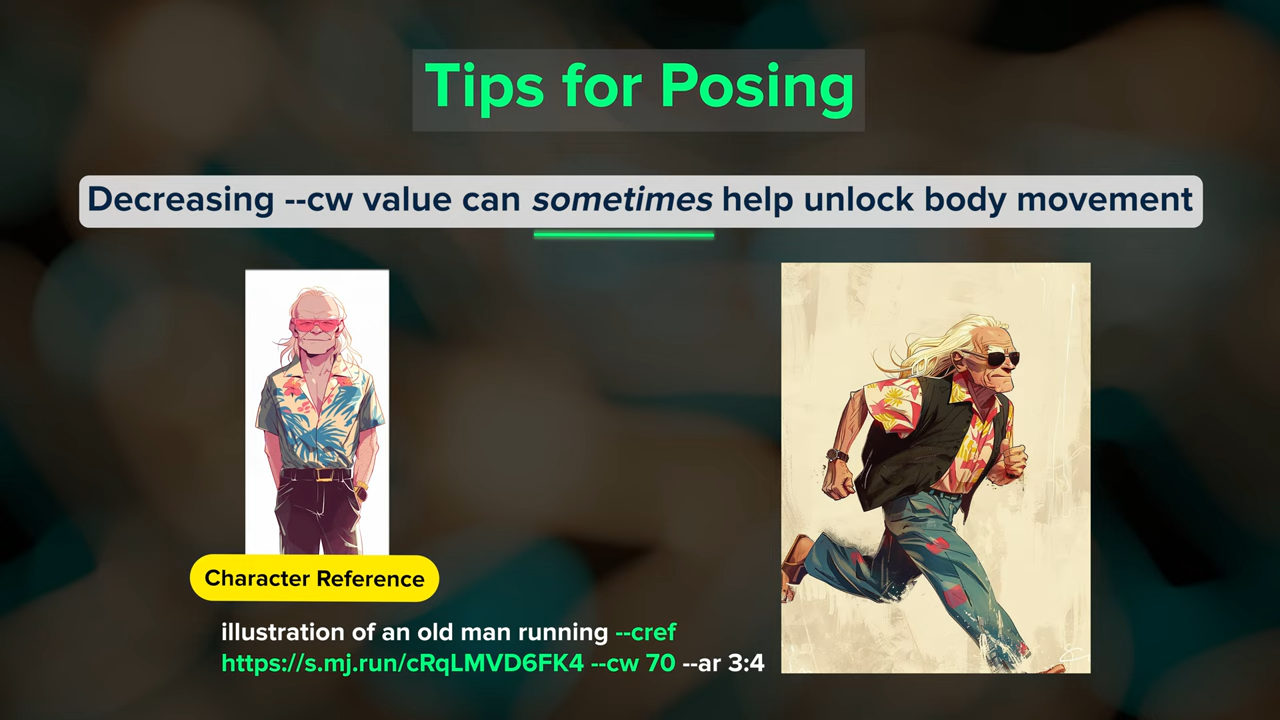 Tips for Posing
Decreasing --cw value can sometimes help unlock body movement
Character Reference
illustration of an old man running --cref
https://s.mj.run/cRqLMVD6FK4 --cw 70 --ar 3:4